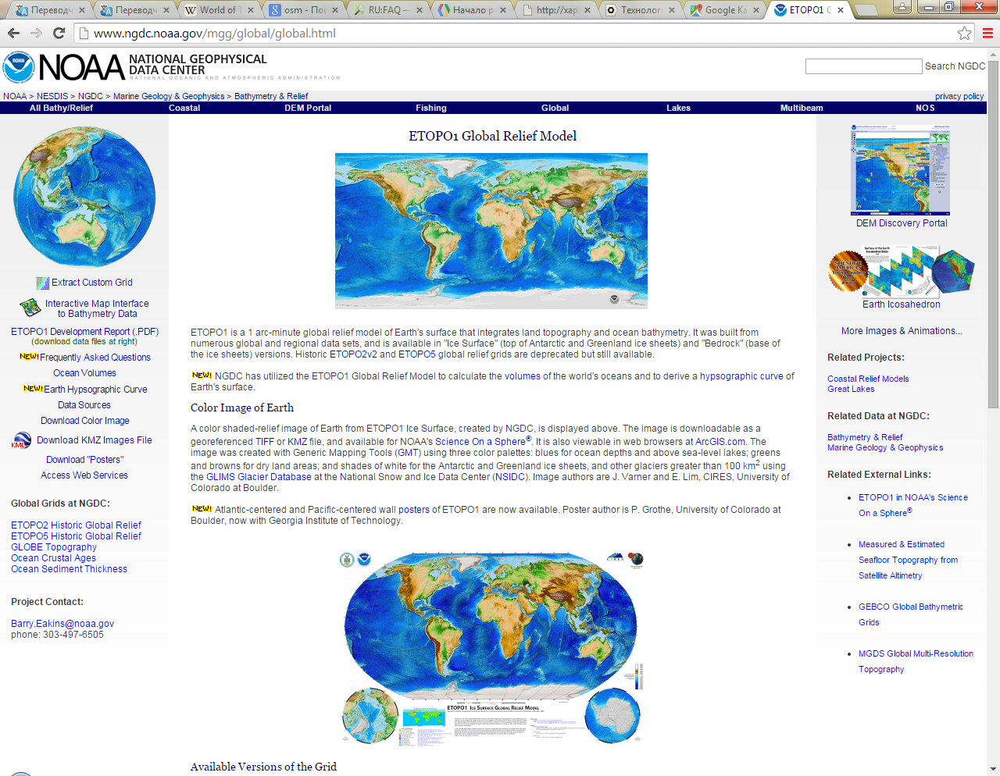 Переводч
Переводч
World of T
osm - Пои
RU:FAQ —
Начало р
http://xap
Технолог
Google Ка
ETOPO1 G
www.ngdc.noaa.gov/mgg/global/global.html
NOAA NATIONAL GEOPHYSICAL
DATA CENTER
NATIONAL OCEANIC AND ATMOSPHERIC ADMINISTRATION
Search NGDC
NOAA > NESDIS > NGDC > Marine Geology & Geophysics > Bathymetry & Relief
privacy policy
All Bathy/Relief Coastal DEM Portal Fishing Global Lakes Multibeam NOS
Extract Custom Grid
Interactive Map Interface
to Bathymetry Data
ETOPO1 Development Report (.PDF)
(download data files at right)
NEW! Frequently Asked Questions
Ocean Volumes
NEW! Earth Hypsographic Curve
Data Sources
Download Color Image
KML Download KMZ Images File
Download "Posters"
Access Web Services
Global Grids at NGDC:
ETOPO2 Historic Global Relief
ETOPO5 Historic Global Relief
GLOBE Topography
Ocean Crustal Ages
Ocean Sediment Thickness
Project Contact:
Barry.Eakins@noaa.gov
phone: 303-497-6505
ETOPO1 Global Relief Model
ETOPO1 is a 1 arc-minute global relief model of Earth's surface that integrates land topography and ocean bathymetry. It was built from
numerous global and regional data sets, and is available in "Ice Surface" (top of Antarctic and Greenland ice sheets) and "Bedrock" (base of
the ice sheets) versions. Historic ETOPO2v2 and ETOPO5 global relief grids are deprecated but still available.
NEW! NGDC has utilized the ETOPO1 Global Relief Model to calculate the volumes of the world's oceans and to derive a hypsographic curve of
Earth's surface.
Color Image of Earth
A color shaded-relief image of Earth from ETOPO1 Ice Surface, created by NGDC, is displayed above. The image is downloadable as a
georeferenced TIFF or KMZ file, and available for NOAA's Science On a Sphere®. It is also viewable in web browsers at ArcGIS.com. The
image was created with Generic Mapping Tools (GMT) using three color palettes: blues for ocean depths and above sea-level lakes; greens
and browns for dry land areas; and shades of white for the Antarctic and Greenland ice sheets, and other glaciers greater than 100 km2 using
the GLIMS Glacier Database at the National Snow and Ice Data Center (NSIDC). Image authors are J. Varner and E. Lim, CIRES, University of
Colorado at Boulder.
NEW! Atlantic-centered and Pacific-centered wall posters of ETOPO1 are now available. Poster author is P. Grothe, University of Colorado at
Boulder, now with Georgia Institute of Technology.
CIRES
ETOPO1 Ice Surface Global Relief Model
Available Versions of the Grid
DEM Discovery Portal
Surface of the Earth
Icosahedron Globe
SCIENTIFIC
AMERICAN
Young Readers
Book
Award
Earth Icosahedron
More Images & Animations...
Related Projects:
Coastal Relief Models
Great Lakes
Related Data at NGDC:
Bathymetry & Relief
Marine Geology & Geophysics
Related External Links:
ETOPO1 in NOAA's Science
On a Sphere®
Measured & Estimated
Seafloor Topography from
Satellite Altimetry
GEBCO Global Bathymetric
Grids
MGDS Global Multi-Resolution
Topography